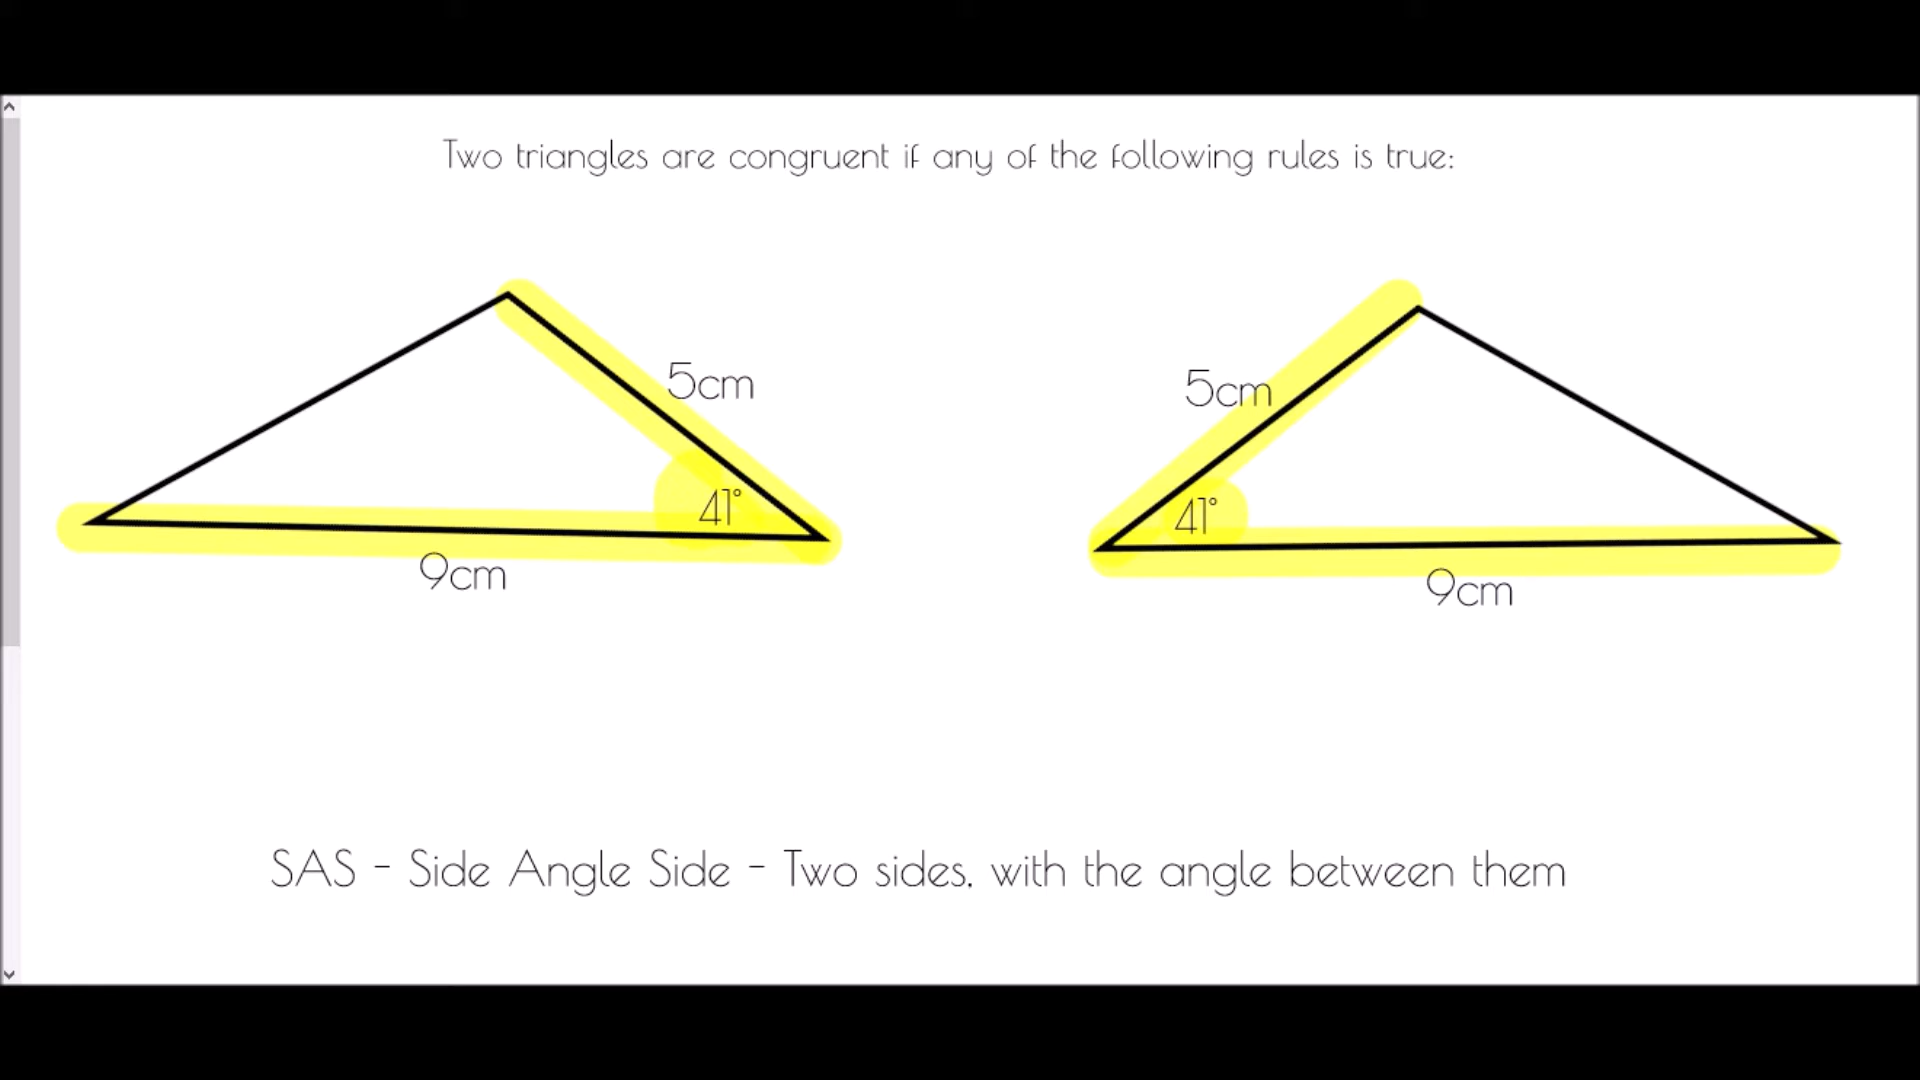 Two triangles are congruent if any of the following rules is true:
5cm
41°
9cm
5cm
41°
9cm
SAS - Side Angle Side - Two sides, with the angle between them